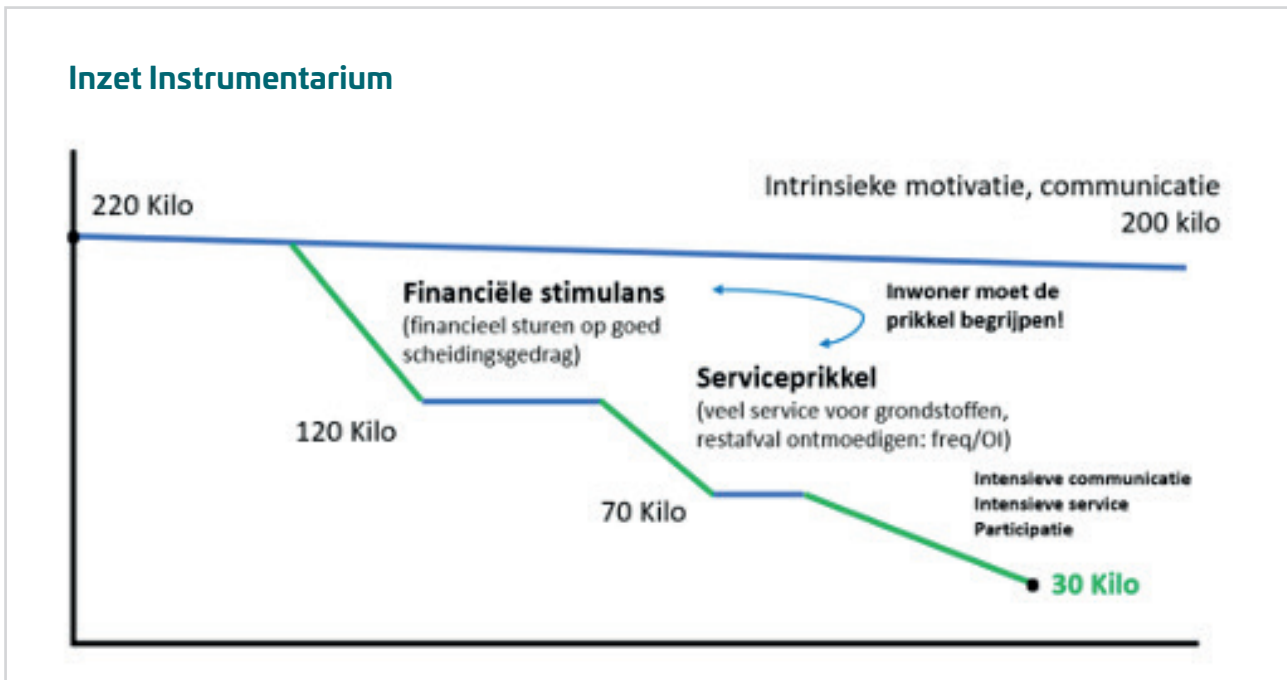 Inzet Instrumentarium
220 Kilo
Intrinsieke motivatie, communicatie
200 kilo
Financiële stimulans
(financieel sturen op goed
scheidingsgedrag)
Inwoner moet de
prikkel begrijpen!
Serviceprikkel
(veel service voor grondstoffen,
restafval ontmoedigen: freq/OI)
120 Kilo
70 Kilo
Intensieve communicatie
Intensieve service
Participatie
30 Kilo